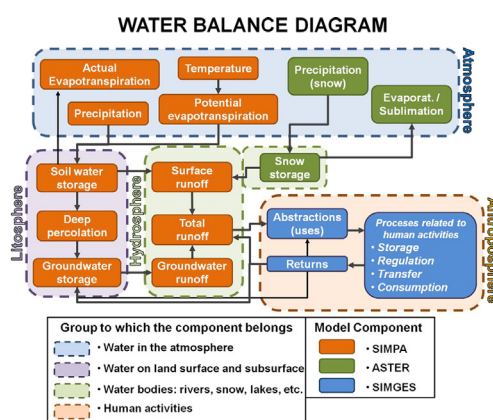 WATER BALANCE DIAGRAM
Actual
Evapotranspiration
Temperature
Precipitation
(snow)
Atmosphere
Precipitation
Potential
evapotranspiration
Evaporat. /
Sublimation
Litosphere
Soil water
storage
Hydrosphere
Surface
runoff
Snow
storage
Deep
percolation
Total
runoff
Abstractions
(uses)
Proceses related to
human activities
• Storage
• Regulation
• Transfer
• Consumption
Groundwater
storage
Groundwater
runoff
Returns
Group to which the component belongs
• Water in the atmosphere
• Water on land surface and subsurface
• Water bodies: rivers, snow, lakes, etc.
• Human activities
Model Component
• SIMPA
• ASTER
• SIMGES